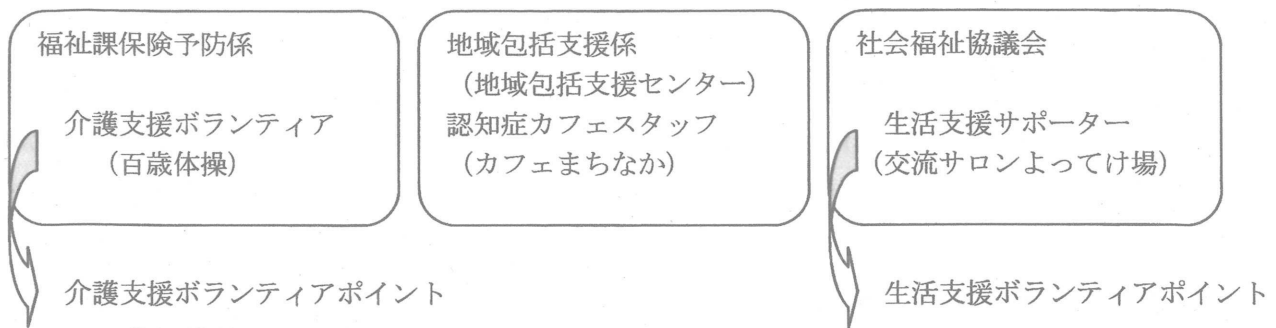 福祉課保険予防係
介護支援ボランティア
(百歳体操)
介護支援ボランティアポイント
地域包括支援係
(地域包括支援センター)
認知症カフェスタッフ
(カフェまちなか)
社会福祉協議会
生活支援サポーター
(交流サロンよってけ場)
生活支援ボランティアポイント